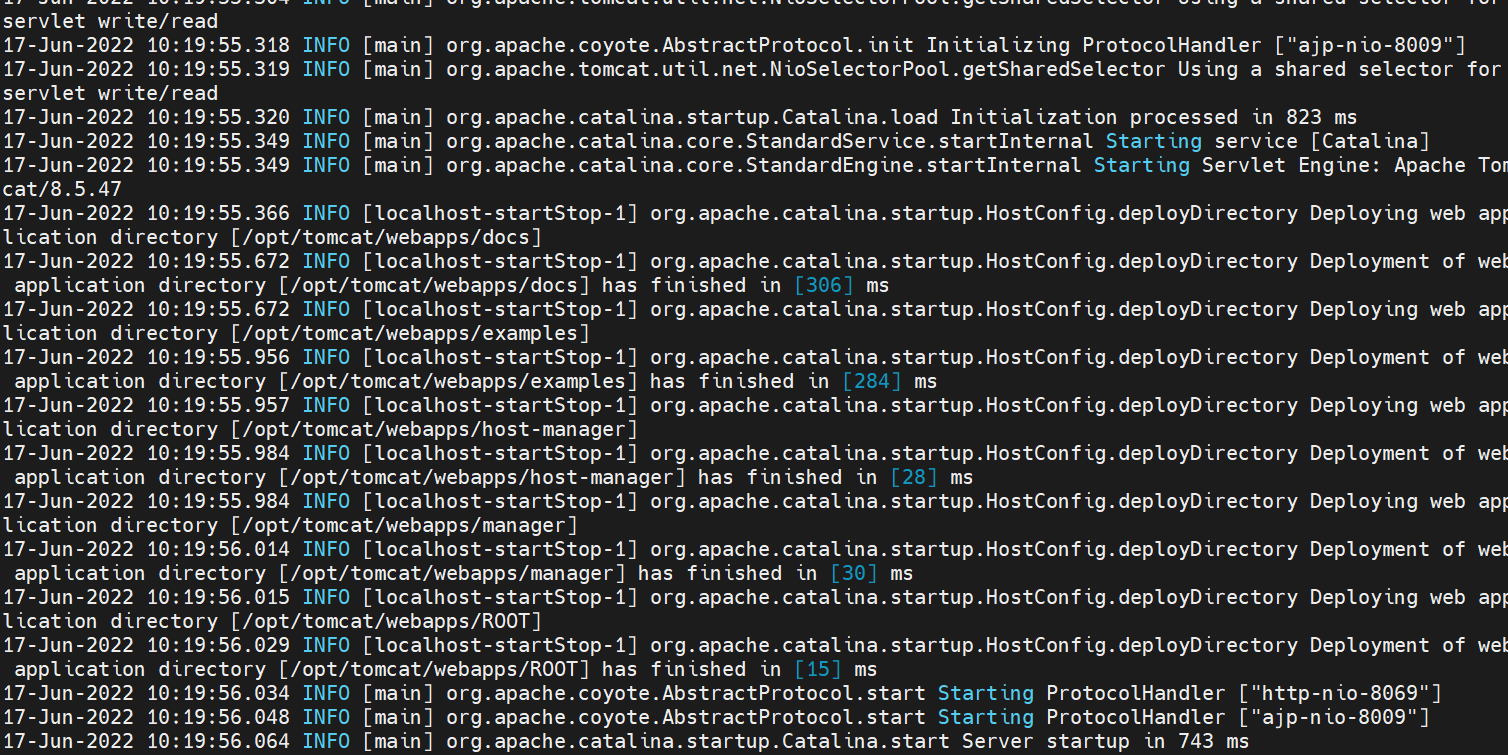 17-Jun-2022 10:19:55.304 INFO [main] org.apache.tomcat.util.net.NioSelectorPool.getSharedSelector Using a shared selector for
servlet write/read
17-Jun-2022 10:19:55.318 INFO [main] org.apache.coyote.AbstractProtocol.init Initializing ProtocolHandler ["ajp-nio-8009"]
17-Jun-2022 10:19:55.319 INFO [main] org.apache.tomcat.util.net.NioSelectorPool.getSharedSelector Using a shared selector for
servlet write/read
17-Jun-2022 10:19:55.320 INFO [main] org.apache.catalina.startup.Catalina.load Initialization processed in 823 ms
17-Jun-2022 10:19:55.349 INFO [main] org.apache.catalina.core.StandardService.startInternal Starting service [Catalina]
17-Jun-2022 10:19:55.349 INFO [main] org.apache.catalina.core.StandardEngine.startInternal Starting Servlet Engine: Apache Tom
cat/8.5.47
17-Jun-2022 10:19:55.366 INFO [localhost-startStop-1] org.apache.catalina.startup.HostConfig.deployDirectory Deploying web app
lication directory [/opt/tomcat/webapps/docs]
17-Jun-2022 10:19:55.672 INFO [localhost-startStop-1] org.apache.catalina.startup.HostConfig.deployDirectory Deployment of web
application directory [/opt/tomcat/webapps/docs] has finished in [306] ms
17-Jun-2022 10:19:55.672 INFO [localhost-startStop-1] org.apache.catalina.startup.HostConfig.deployDirectory Deploying web app
lication directory [/opt/tomcat/webapps/examples]
17-Jun-2022 10:19:55.956 INFO [localhost-startStop-1] org.apache.catalina.startup.HostConfig.deployDirectory Deployment of web
application directory [/opt/tomcat/webapps/examples] has finished in [284] ms
17-Jun-2022 10:19:55.957 INFO [localhost-startStop-1] org.apache.catalina.startup.HostConfig.deployDirectory Deploying web app
lication directory [/opt/tomcat/webapps/host-manager]
17-Jun-2022 10:19:55.984 INFO [localhost-startStop-1] org.apache.catalina.startup.HostConfig.deployDirectory Deployment of web
application directory [/opt/tomcat/webapps/host-manager] has finished in [28] ms
17-Jun-2022 10:19:55.984 INFO [localhost-startStop-1] org.apache.catalina.startup.HostConfig.deployDirectory Deploying web app
lication directory [/opt/tomcat/webapps/manager]
17-Jun-2022 10:19:56.014 INFO [localhost-startStop-1] org.apache.catalina.startup.HostConfig.deployDirectory Deployment of web
application directory [/opt/tomcat/webapps/manager] has finished in [30] ms
17-Jun-2022 10:19:56.015 INFO [localhost-startStop-1] org.apache.catalina.startup.HostConfig.deployDirectory Deploying web app
lication directory [/opt/tomcat/webapps/ROOT]
17-Jun-2022 10:19:56.029 INFO [localhost-startStop-1] org.apache.catalina.startup.HostConfig.deployDirectory Deployment of web
application directory [/opt/tomcat/webapps/ROOT] has finished in [15] ms
17-Jun-2022 10:19:56.034 INFO [main] org.apache.coyote.AbstractProtocol.start Starting ProtocolHandler ["http-nio-8069"]
17-Jun-2022 10:19:56.048 INFO [main] org.apache.coyote.AbstractProtocol.start Starting ProtocolHandler ["ajp-nio-8009"]
17-Jun-2022 10:19:56.064 INFO [main] org.apache.catalina.startup.Catalina.start Server startup in 743 ms